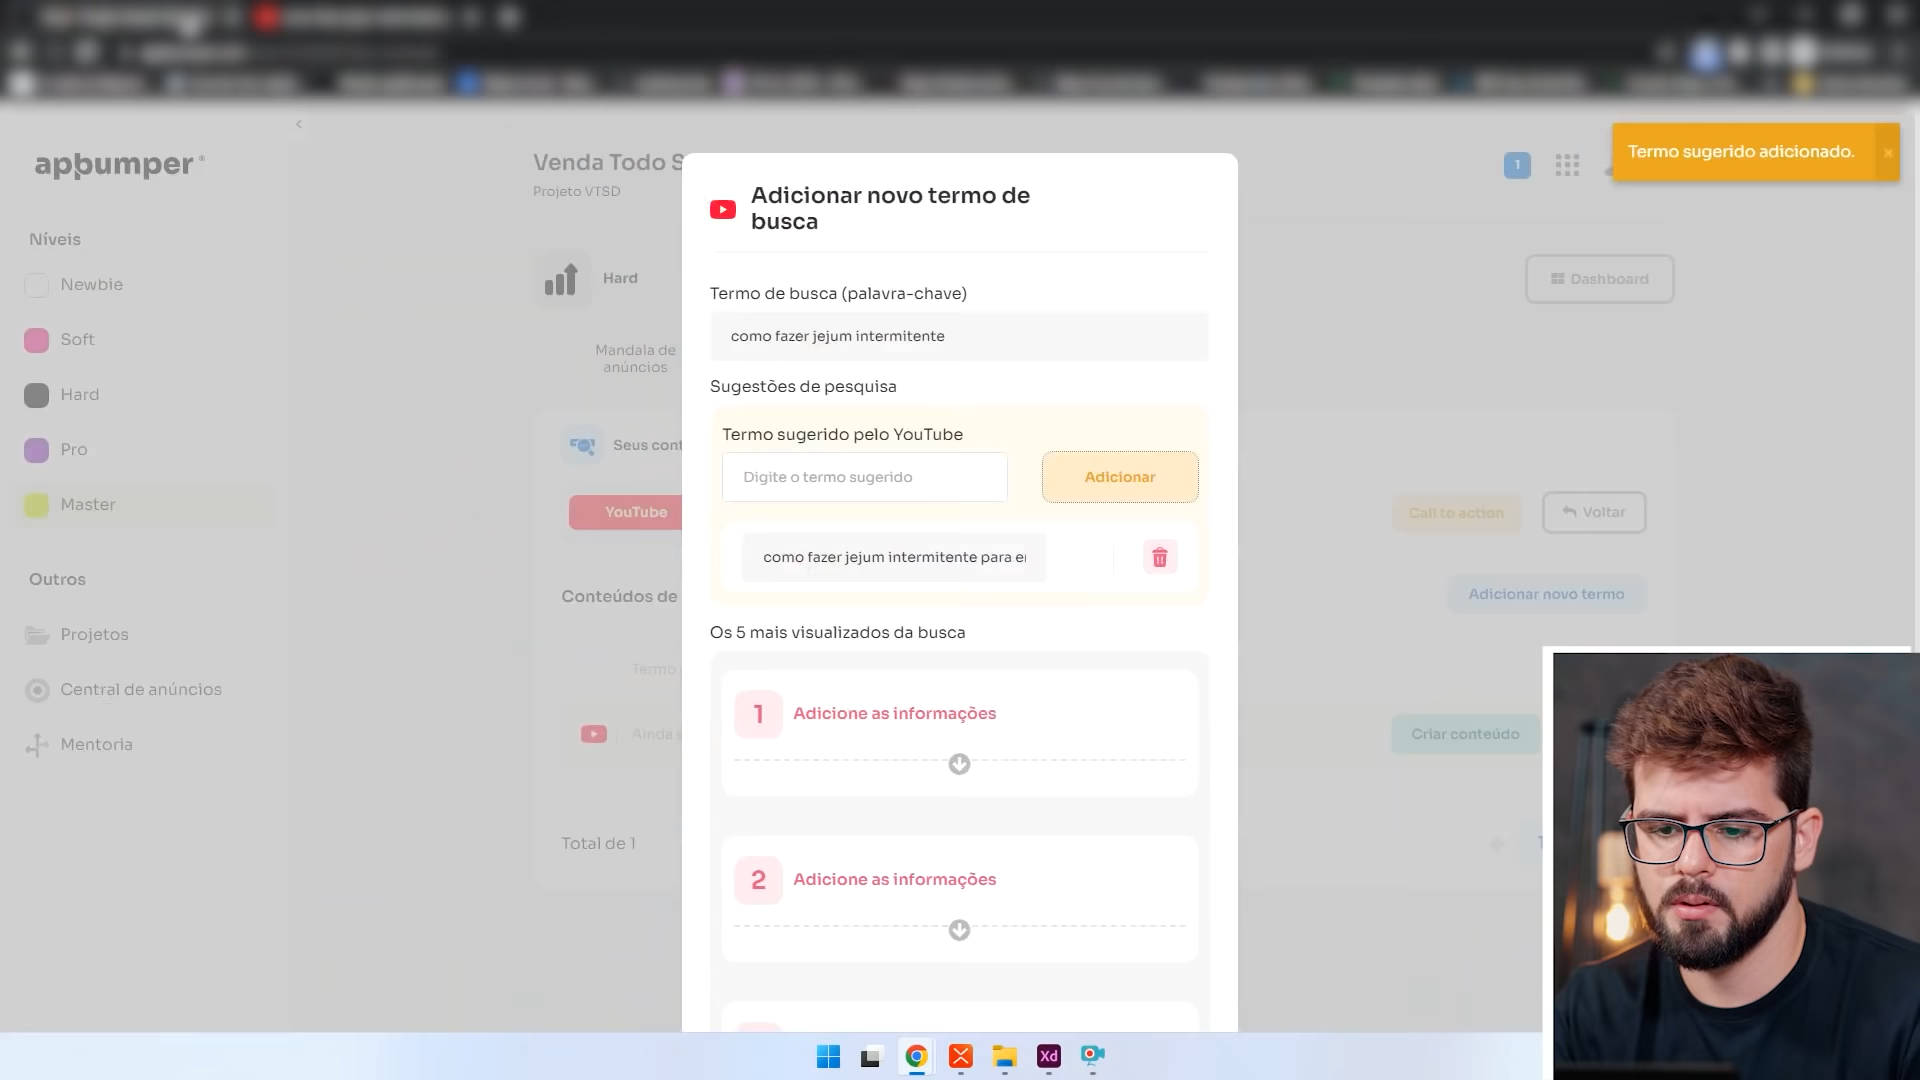 apbumper
Níveis
Newbie
Soft
Hard
Pro
Master
Outros
Projetos
Central de anúncios
Mentoria
Venda Todo S
Projeto VTSD
Hard
Mandala de
anúncios
Seus cont
YouTube
Conteúdos de
Termo
Ainda
Total de 1
Adicionar novo termo de
busca
Termo de busca (palavra-chave)
como fazer jejum intermitente
Sugestões de pesquisa
Termo sugerido pelo YouTube
Digite o termo sugerido
Adicionar
como fazer jejum intermitente para e
Os 5 mais visualizados da busca
1
Adicione as informações
2
Adicione as informações
Termo sugerido adicionado.
1
Dashboard
Call to action
Voltar
Adicionar novo termo
Criar conteúdo
Xd